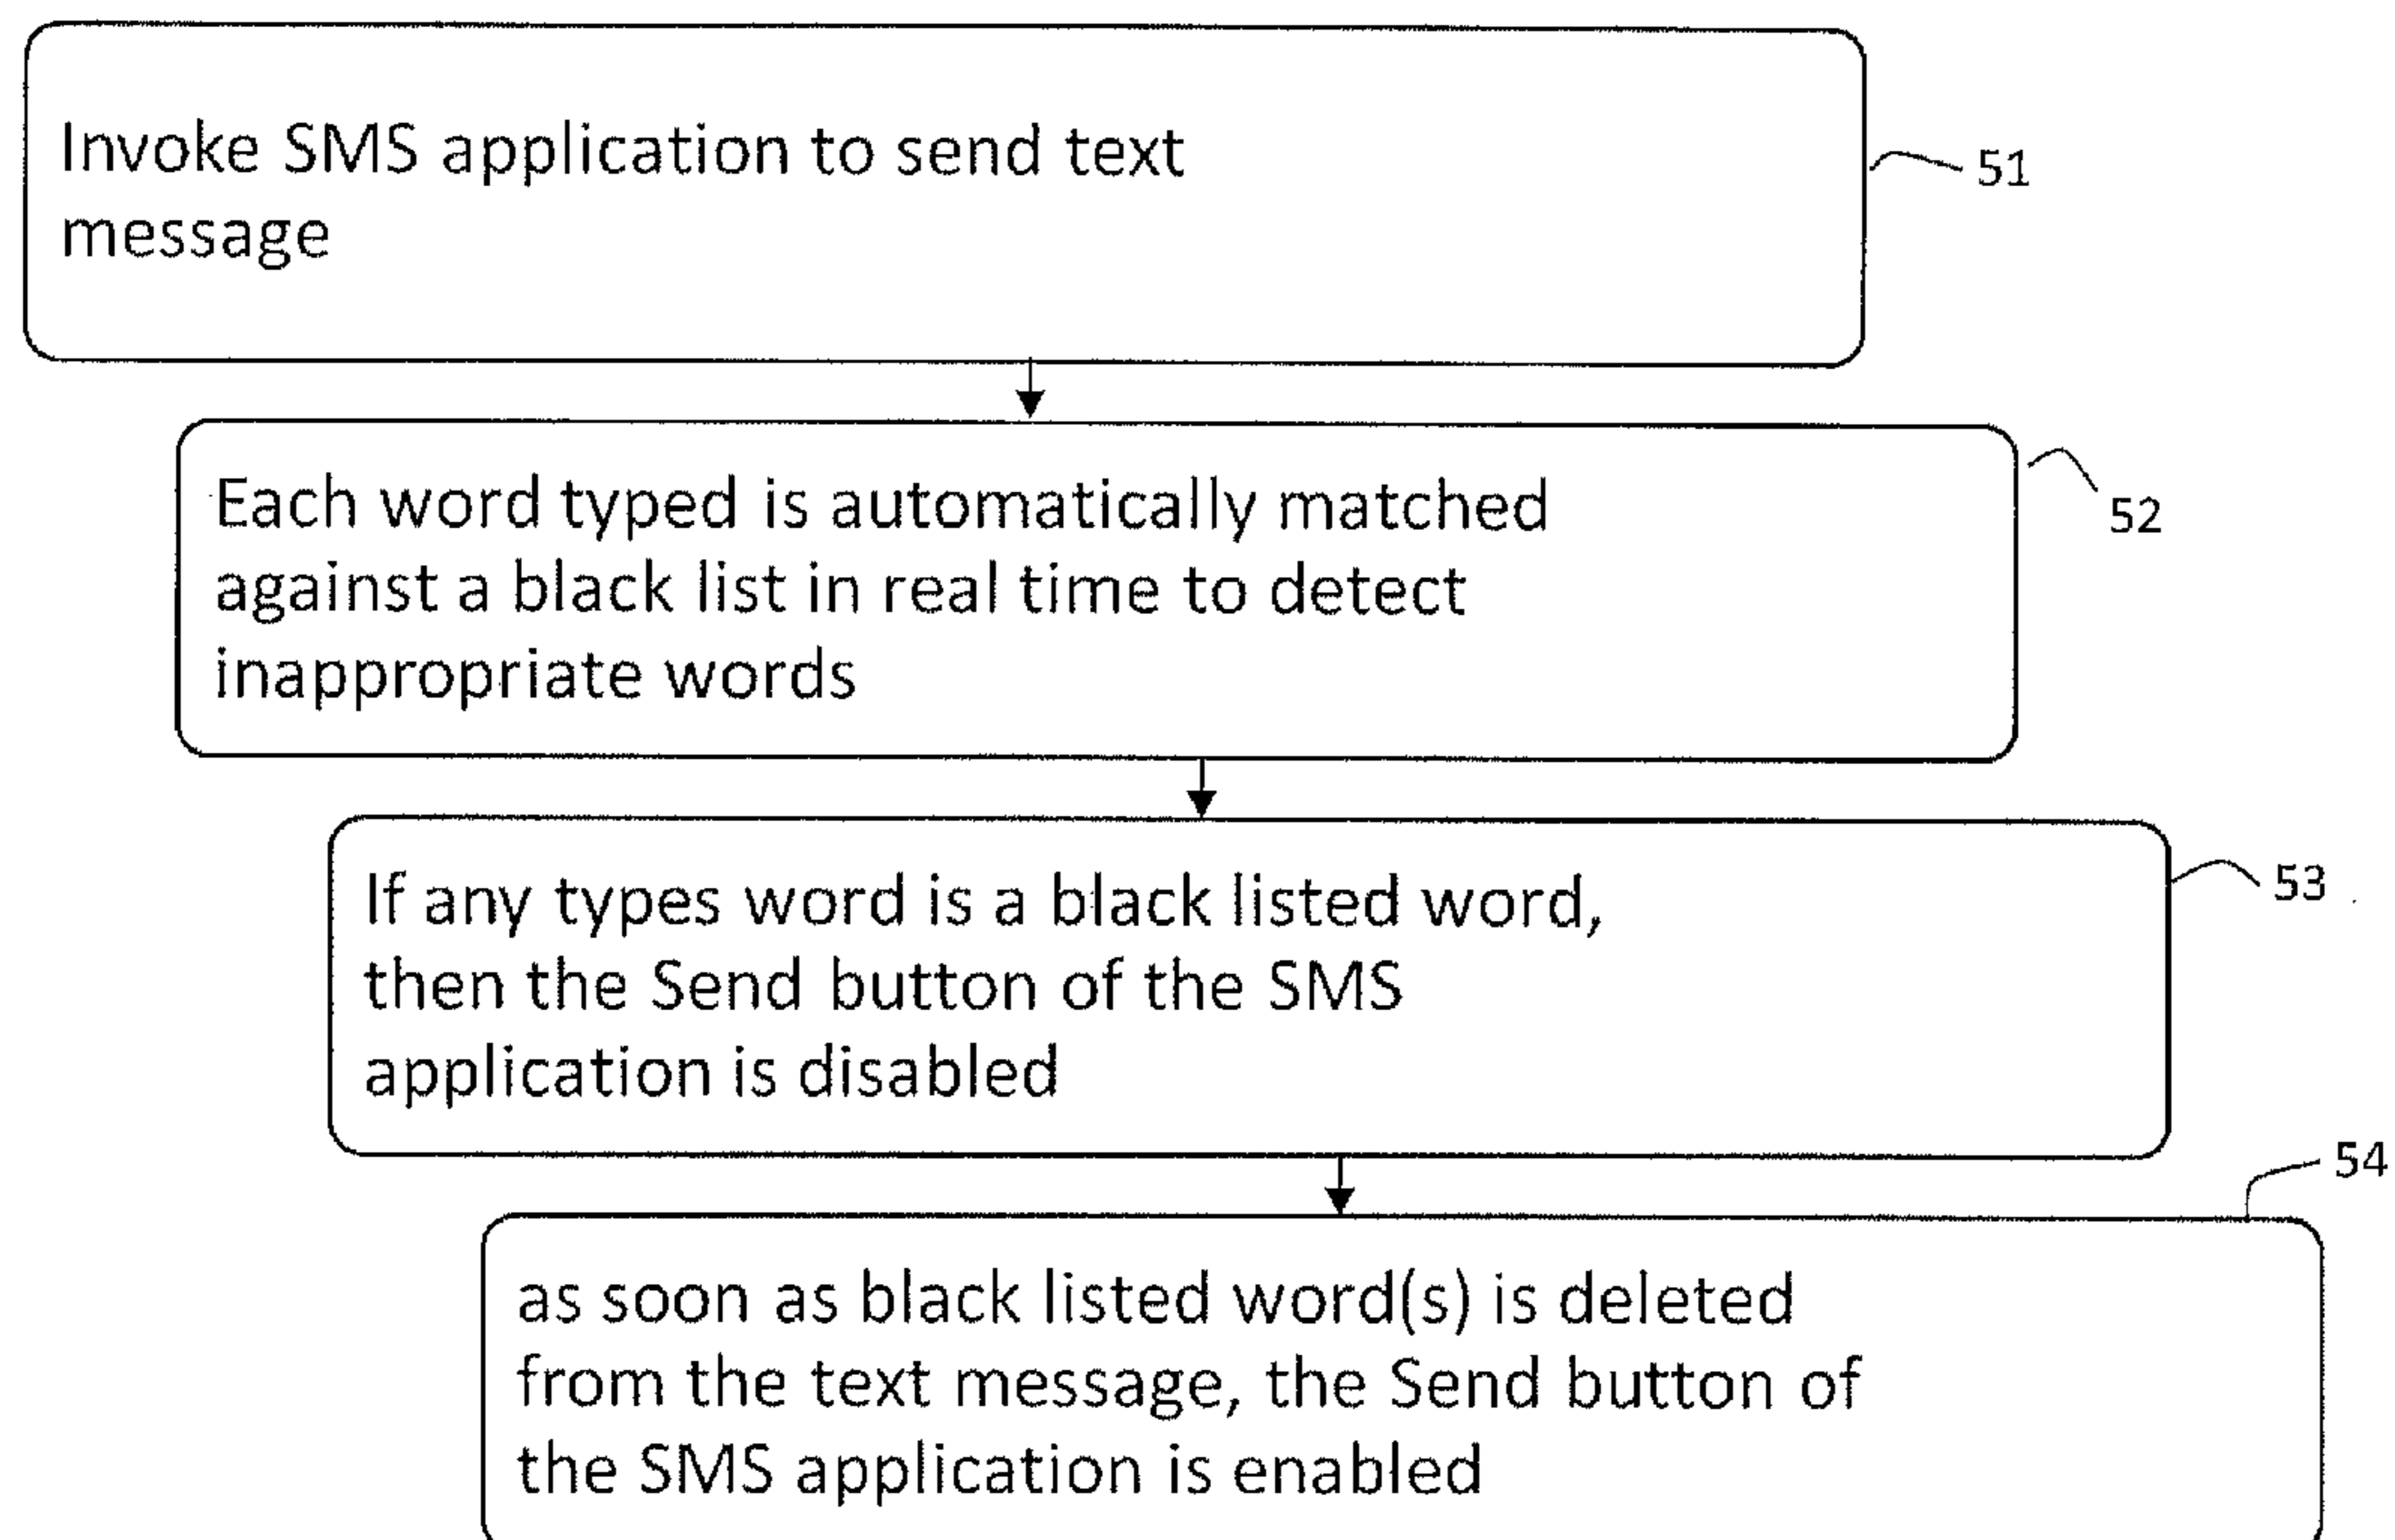 Invoke SMS application to send text
message
51
Each word typed is automatically matched
against a black list in real time to detect
inappropriate words
52
If any types word is a black listed word,
then the Send button of the SMS
application is disabled
53
54
as soon as black listed word(s) is deleted
from the text message, the Send button of
the SMS application is enabled